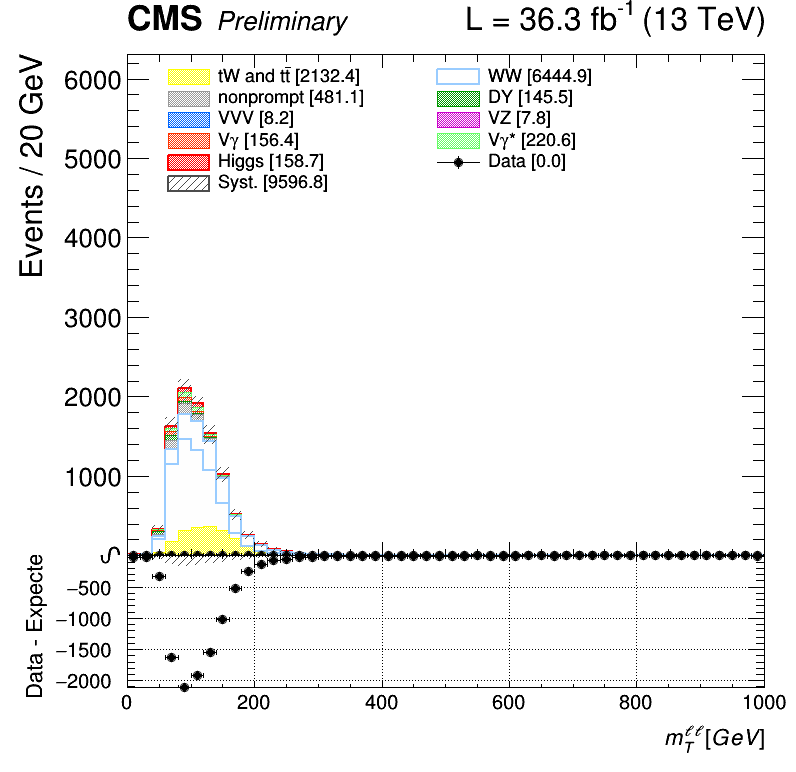 CMS Preliminary L = 36.3 fb⁻¹ (13 TeV)
Events / 20 GeV
6000
5000
4000
3000
2000
1000
0
tW and tt̄ [2132.4]
nonprompt [481.1]
VVV [8.2]
Vγ [156.4]
Higgs [158.7]
Syst. [9596.8]
WW [6444.9]
DY [145.5]
VZ [7.8]
Vγ* [220.6]
Data [0.0]
Data - Expecte
−500
−1000
−1500
−2000
0 200 400 600 800 1000
m_T^ℓℓ [GeV]